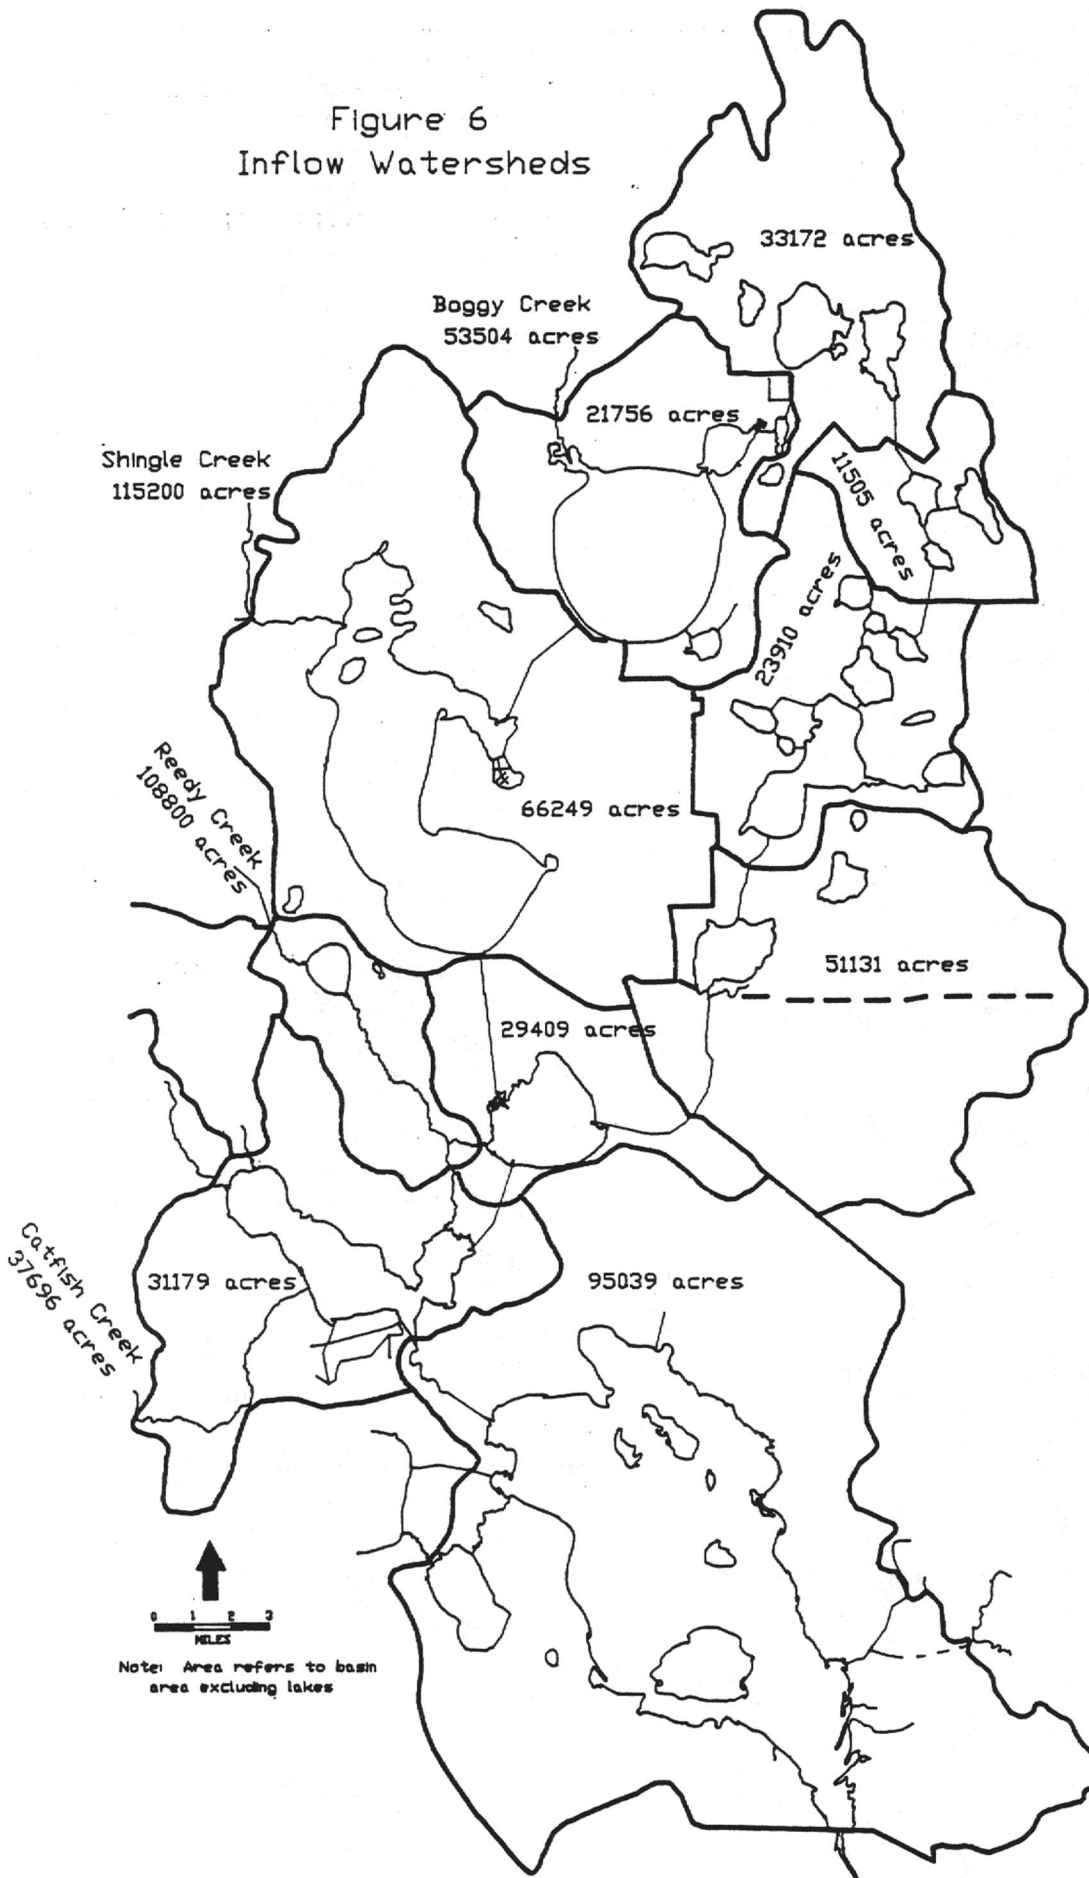 Figure 6
Inflow Watersheds
33172 acres
Boggy Creek
53504 acres
21756 acres
Shingle Creek
115200 acres
11505 acres
23910 acres
Reedy Creek
108800 acres
66249 acres
51131 acres
29409 acres
Catfish Creek
37696 acres
31179 acres
95039 acres
0 1 2 3
MILES
Note: Area refers to basin
area excluding lakes